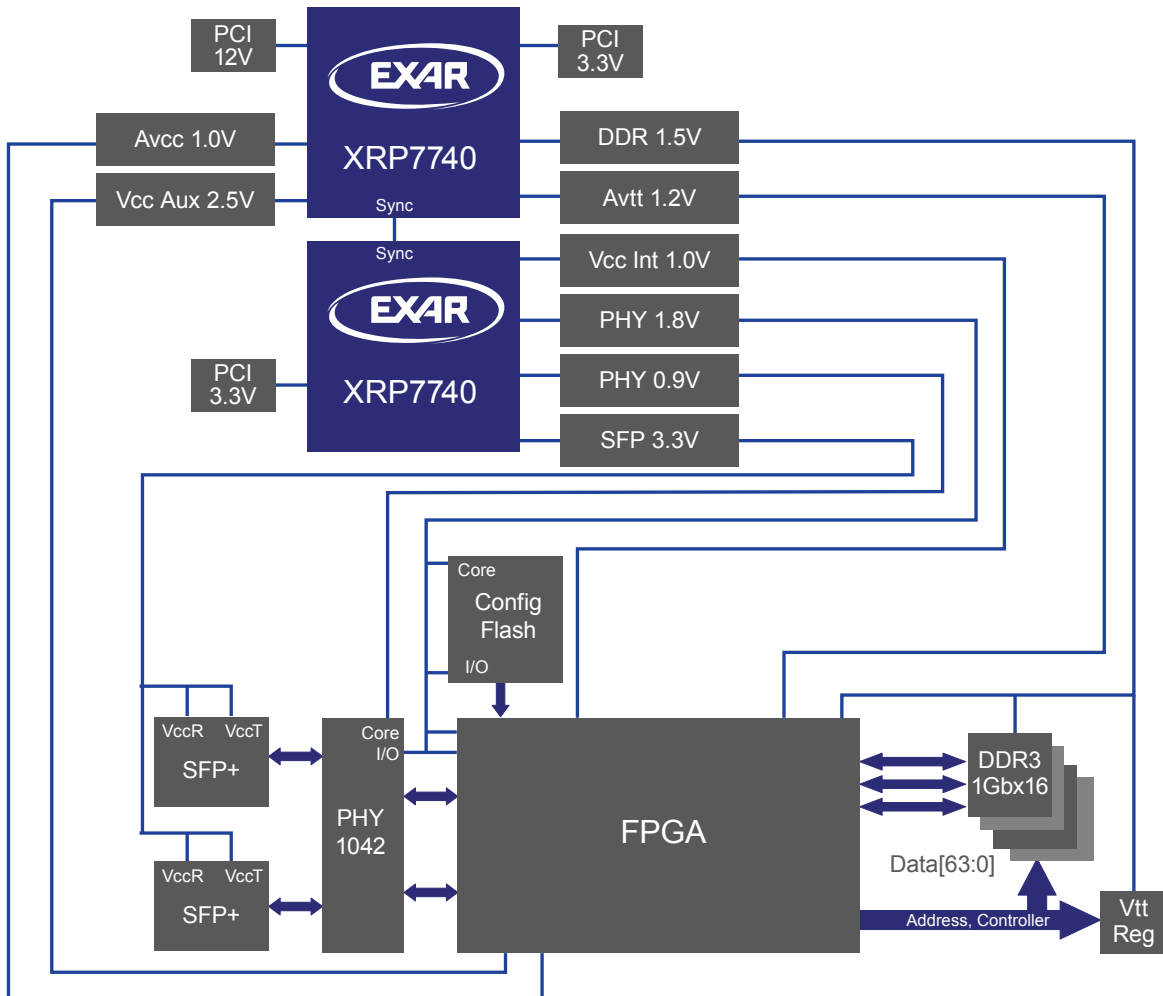 PCI
12V
EXAR
XRP7740
Sync
PCI
3.3V
Avcc 1.0V
Vcc Aux 2.5V
DDR 1.5V
Avtt 1.2V
Sync
EXAR
XRP7740
PCI
3.3V
Vcc Int 1.0V
PHY 1.8V
PHY 0.9V
SFP 3.3V
Core
Config
Flash
I/O
VccR VccT
SFP+
VccR VccT
SFP+
Core
I/O
PHY
1042
FPGA
DDR3
1Gbx16
Data[63:0]
Address, Controller
Vtt
Reg